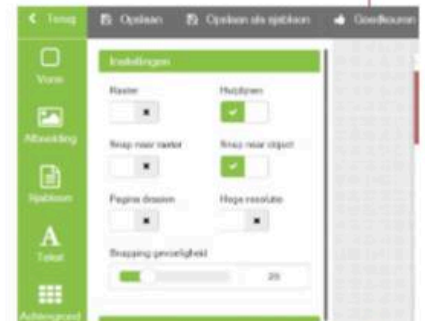 Terug Opslaan Opslaan als sjabloon Goedkeuren
Vorm
Afbeelding
Sjabloon
Tekst
Achtergrond
Instellingen
Raster Hulplijnen
Snap naar raster Snap naar object
Pagina draaien Hoge resolutie
Snapping gevoeligheid